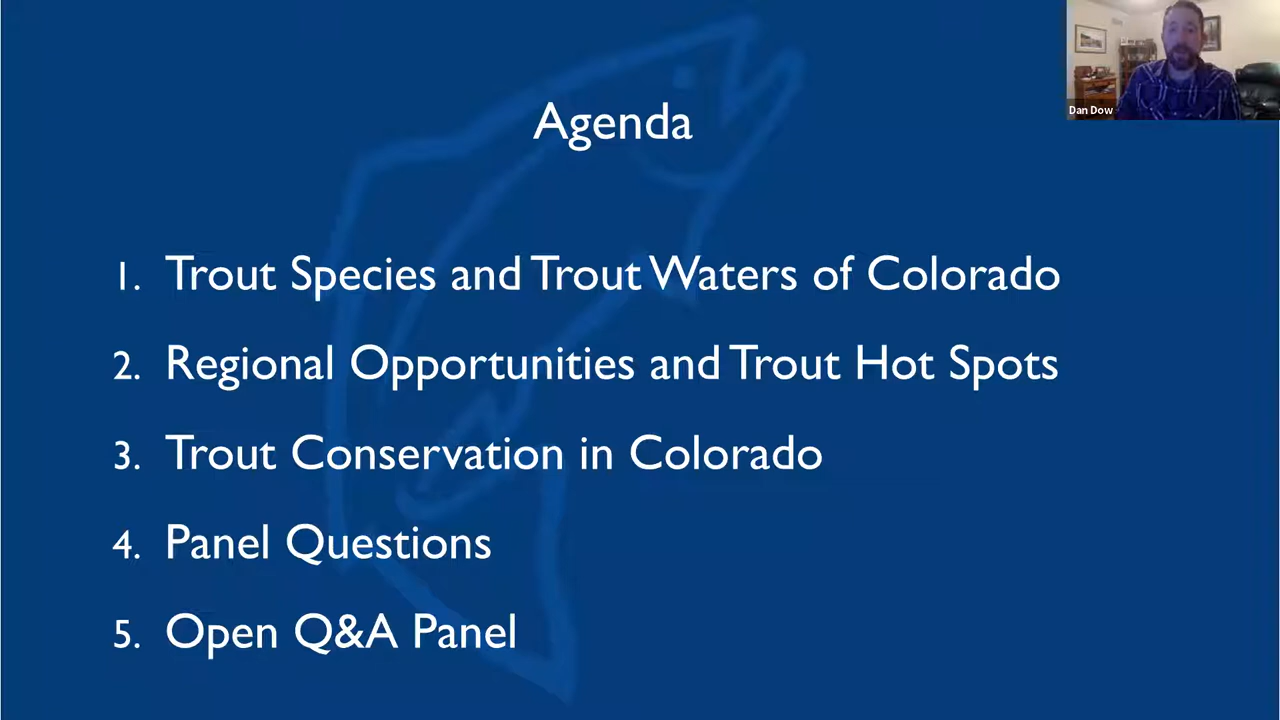 Agenda
Dan Dow
1. Trout Species and Trout Waters of Colorado
2. Regional Opportunities and Trout Hot Spots
3. Trout Conservation in Colorado
4. Panel Questions
5. Open Q&A Panel